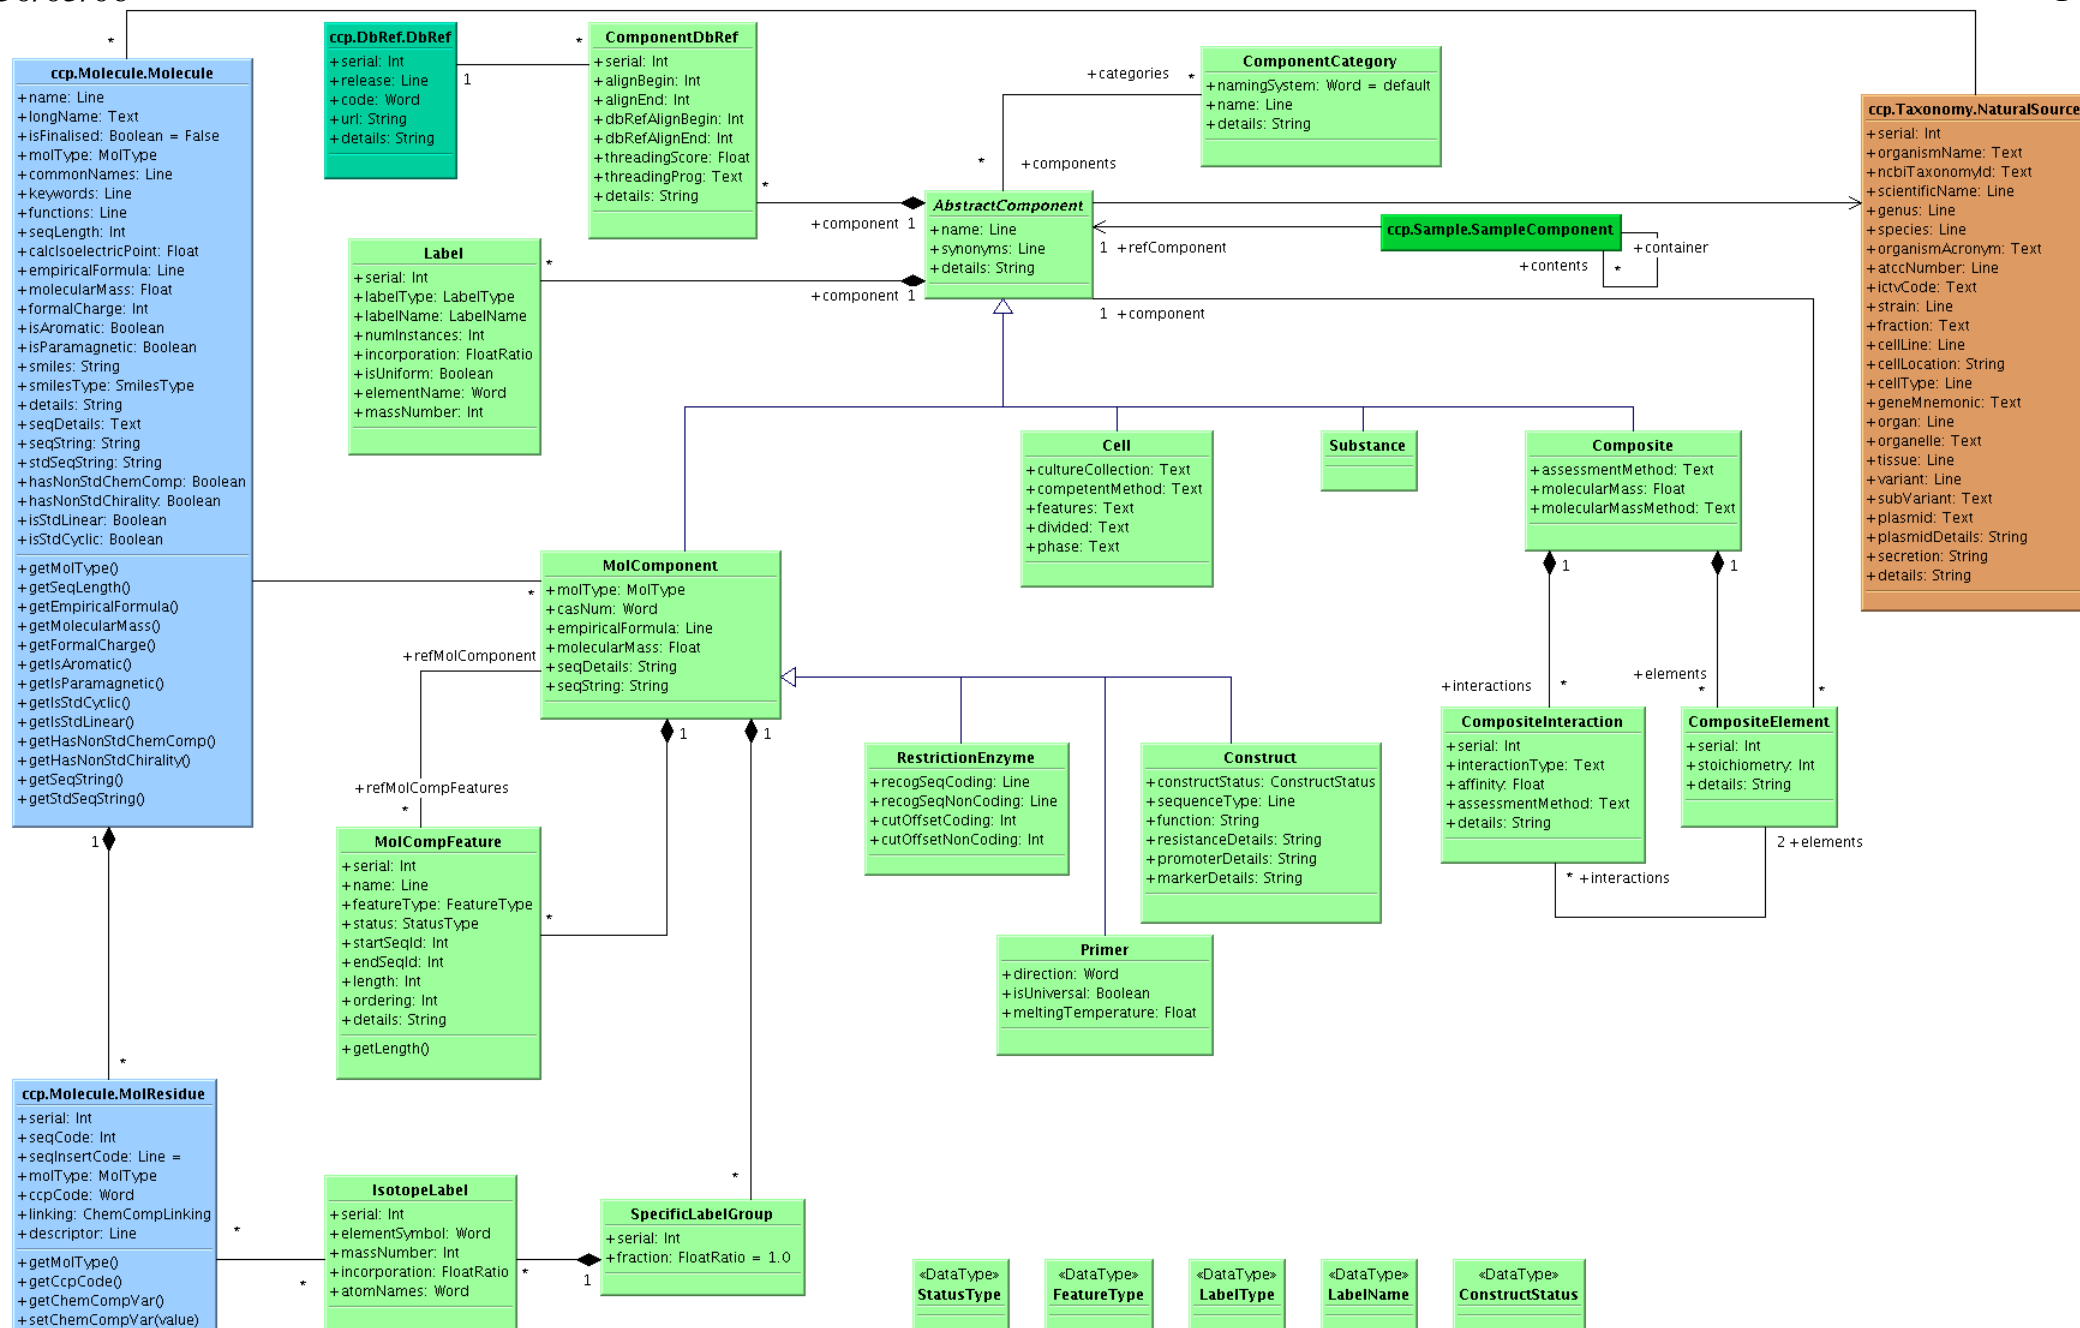 *
ccp.Molecule.Molecule
+name: Line
+longName: Text
+isFinalised: Boolean = False
+molType: MolType
+commonNames: Line
+keywords: Line
+functions: Line
+seqLength: Int
+calcIsoelectricPoint: Float
+empiricalFormula: Line
+molecularMass: Float
+formalCharge: Int
+isAromatic: Boolean
+isParamagnetic: Boolean
+smiles: String
+smilesType: SmilesType
+details: String
+seqDetails: Text
+seqString: String
+stdSeqString: String
+hasNonStdChemComp: Boolean
+hasNonStdChirality: Boolean
+isStdLinear: Boolean
+isStdCyclic: Boolean
+getMolType()
+getSeqLength()
+getEmpiricalFormula()
+getMolecularMass()
+getFormalCharge()
+getIsAromatic()
+getIsParamagnetic()
+getIsStdCyclic()
+getIsStdLinear()
+getHasNonStdChemComp()
+getHasNonStdChirality()
+getSeqString()
+getStdSeqString()
1
*
ccp.DbRef.DbRef
+serial: Int
+release: Line
+code: Word
+url: String
+details: String
1
*
ComponentDbRef
+serial: Int
+alignBegin: Int
+alignEnd: Int
+dbRefAlignBegin: Int
+dbRefAlignEnd: Int
+threadingScore: Float
+threadingProg: Text
+details: String
*
+component 1
Label
+serial: Int
+labelType: LabelType
+labelName: LabelName
+numInstances: Int
+incorporation: FloatRatio
+isUniform: Boolean
+elementName: Word
+massNumber: Int
*
+component 1
+categories *
ComponentCategory
+namingSystem: Word = default
+name: Line
+details: String
* +components
AbstractComponent
+name: Line
+synonyms: Line
+details: String
1 +refComponent
ccp.Sample.SampleComponent
+container
+contents *
1 +component
ccp.Taxonomy.NaturalSource
+serial: Int
+organismName: Text
+ncbiTaxonomyId: Text
+scientificName: Line
+genus: Line
+species: Line
+organismAcronym: Text
+atccNumber: Line
+ictvCode: Text
+strain: Line
+fraction: Text
+cellLine: Line
+cellLocation: String
+cellType: Line
+geneMnemonic: Text
+organ: Line
+organelle: Text
+tissue: Line
+variant: Line
+subVariant: Text
+plasmid: Text
+plasmidDetails: String
+secretion: String
+details: String
Cell
+cultureCollection: Text
+competentMethod: Text
+features: Text
+divided: Text
+phase: Text
Substance
Composite
+assessmentMethod: Text
+molecularMass: Float
+molecularMassMethod: Text
1
1
*
MolComponent
+molType: MolType
+casNum: Word
+empiricalFormula: Line
+molecularMass: Float
+seqDetails: String
+seqString: String
+refMolComponent
1
1
+refMolCompFeatures
*
MolCompFeature
+serial: Int
+name: Line
+featureType: FeatureType
+status: StatusType
+startSeqId: Int
+endSeqId: Int
+length: Int
+ordering: Int
+details: String
+getLength()
*
RestrictionEnzyme
+recogSeqCoding: Line
+recogSeqNonCoding: Line
+cutOffsetCoding: Int
+cutOffsetNonCoding: Int
Construct
+constructStatus: ConstructStatus
+sequenceType: Line
+function: String
+resistanceDetails: String
+promoterDetails: String
+markerDetails: String
Primer
+direction: Word
+isUniversal: Boolean
+meltingTemperature: Float
+interactions *
+elements
*
*
CompositeInteraction
+serial: Int
+interactionType: Text
+affinity: Float
+assessmentMethod: Text
+details: String
CompositeElement
+serial: Int
+stoichiometry: Int
+details: String
2 +elements
* +interactions
ccp.Molecule.MolResidue
+serial: Int
+seqCode: Int
+seqInsertCode: Line =
+molType: MolType
+ccpCode: Word
+linking: ChemCompLinking
+descriptor: Line
+getMolType()
+getCcpCode()
+getChemCompVar()
+setChemCompVar(value)
*
*
IsotopeLabel
+serial: Int
+elementSymbol: Word
+massNumber: Int
+incorporation: FloatRatio
+atomNames: Word
*
1
*
SpecificLabelGroup
+serial: Int
+fraction: FloatRatio = 1.0
«DataType»
StatusType
«DataType»
FeatureType
«DataType»
LabelType
«DataType»
LabelName
«DataType»
ConstructStatus